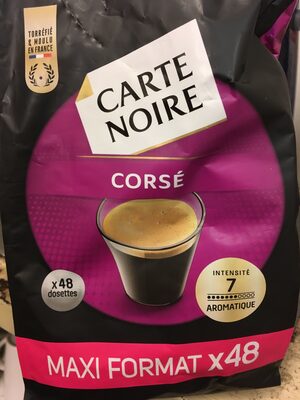 TORRÉFIÉ
& MOULU
EN FRANCE
CARTE
NOIRE
CORSÉ
x48
dosettes
INTENSITÉ
7
AROMATIQUE
MAXI FORMAT x48